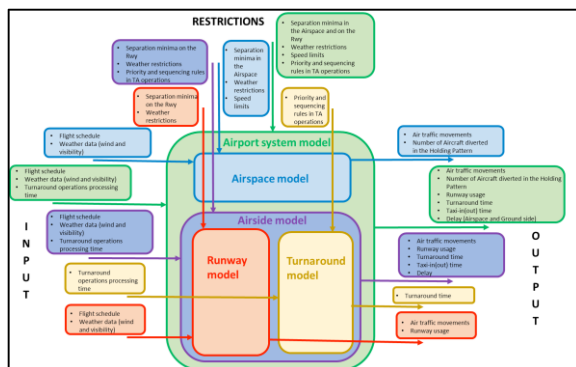 RESTRICTIONS
• Separation minima on the
Rwy
• Weather restrictions
• Priority and sequencing rules
in TA operations
• Separation
minima in
the Airspace
• Weather
restrictions
• Speed
limits
• Separation minima in
the Airspace and on the
Rwy
• Weather restrictions
• Speed limits
• Priority and sequencing
rules in TA operations
• Separation minima
on the Rwy
• Weather
restrictions
• Priority and
sequencing rules
in TA operations
Airport system model
Airspace model
Airside model
Runway
model
Turnaround
model
INPUT
• Flight schedule
• Weather data (wind and
visibility)
• Flight schedule
• Weather data (wind and visibility)
• Turnaround operations processing
time
• Flight schedule
• Weather data (wind and
visibility)
• Turnaround operations
processing time
• Turnaround
operations processing
time
• Flight schedule
• Weather data (wind
and visibility)
OUTPUT
• Air traffic movements
• Number of Aircraft diverted in
the Holding Pattern
• Air traffic movements
• Number of Aircraft diverted in the Holding
Pattern
• Runway usage
• Turnaround time
• Taxi-in(out) time
• Delay (Airspace and Ground side)
• Air traffic movements
• Runway usage
• Turnaround time
• Taxi-in(out) time
• Delay
• Turnaround time
• Air traffic movements
• Runway usage